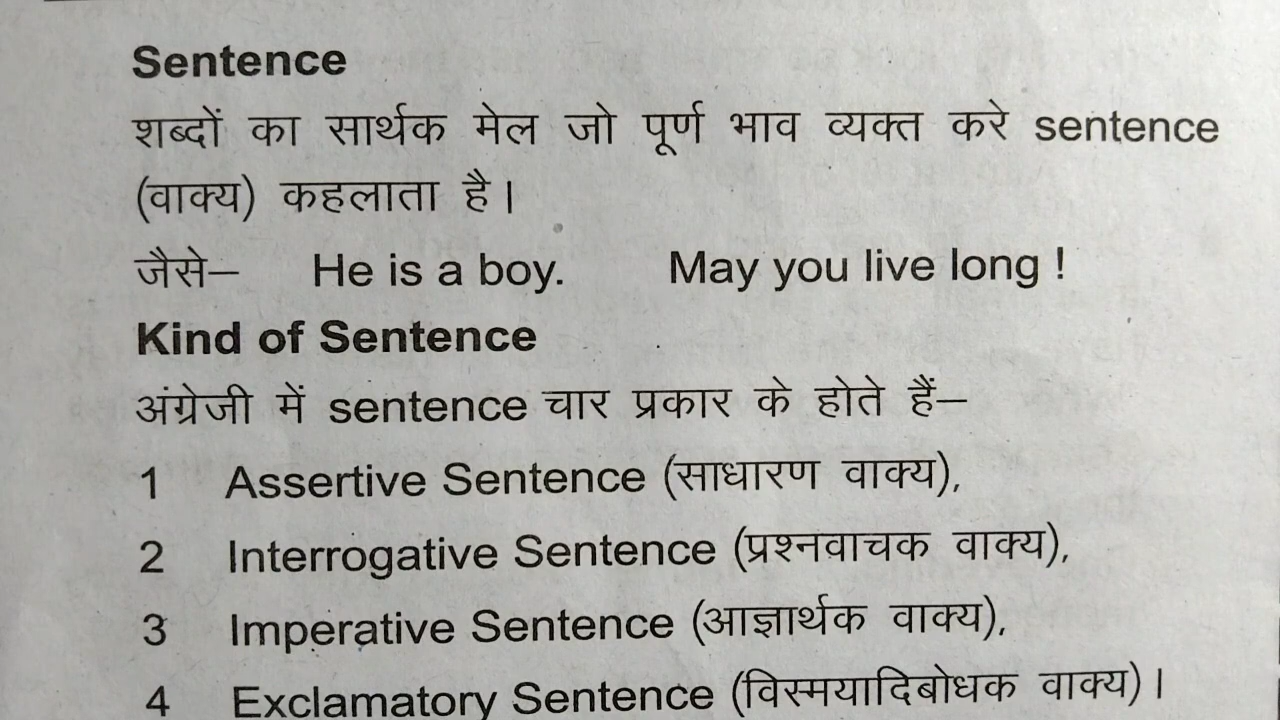 Sentence
शब्दों का सार्थक मेल जो पूर्ण भाव व्यक्त करे sentence
(वाक्य) कहलाता है।
जैसे– He is a boy. May you live long !
Kind of Sentence
अंग्रेजी में sentence चार प्रकार के होते हैं–
1 Assertive Sentence (साधारण वाक्य),
2 Interrogative Sentence (प्रश्नवाचक वाक्य),
3 Imperative Sentence (आज्ञार्थक वाक्य),
4 Exclamatory Sentence (विस्मयादिबोधक वाक्य)।